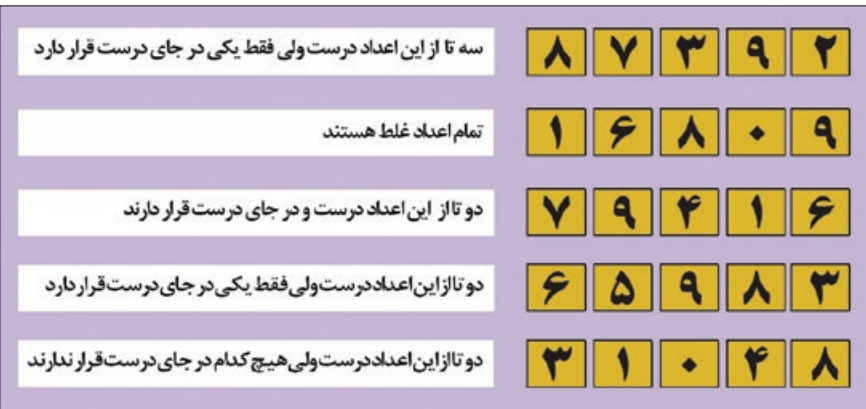 سه تا از این اعداد درست ولی فقط یکی در جای درست قرار دارد
۸ ۷ ۳ ۹ ۲
تمام اعداد غلط هستند
۱ ۶ ۸ ۰ ۹
دو تا از این اعداد درست و در جای درست قرار دارند
۷ ۹ ۴ ۱ ۶
دو تا از این اعداد درست ولی فقط یکی در جای درست قرار دارد
۶ ۵ ۹ ۸ ۳
دو تا از این اعداد درست ولی هیچ کدام در جای درست قرار ندارند
۳ ۱ ۰ ۴ ۸